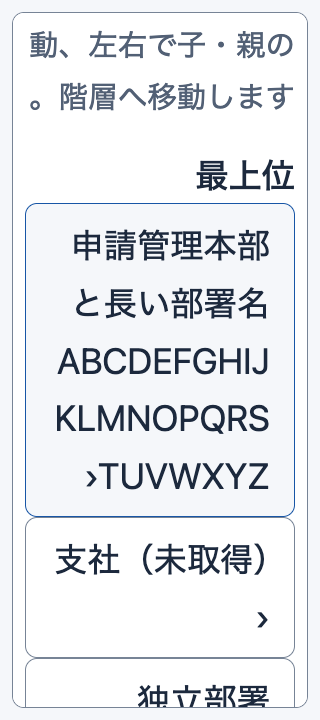 動、左右で子・親の
。階層へ移動します
最上位
申請管理本部
と長い部署名
ABCDEFGHIJ
KLMNOPQRS
›TUVWXYZ
支社（未取得）
›
独立部署